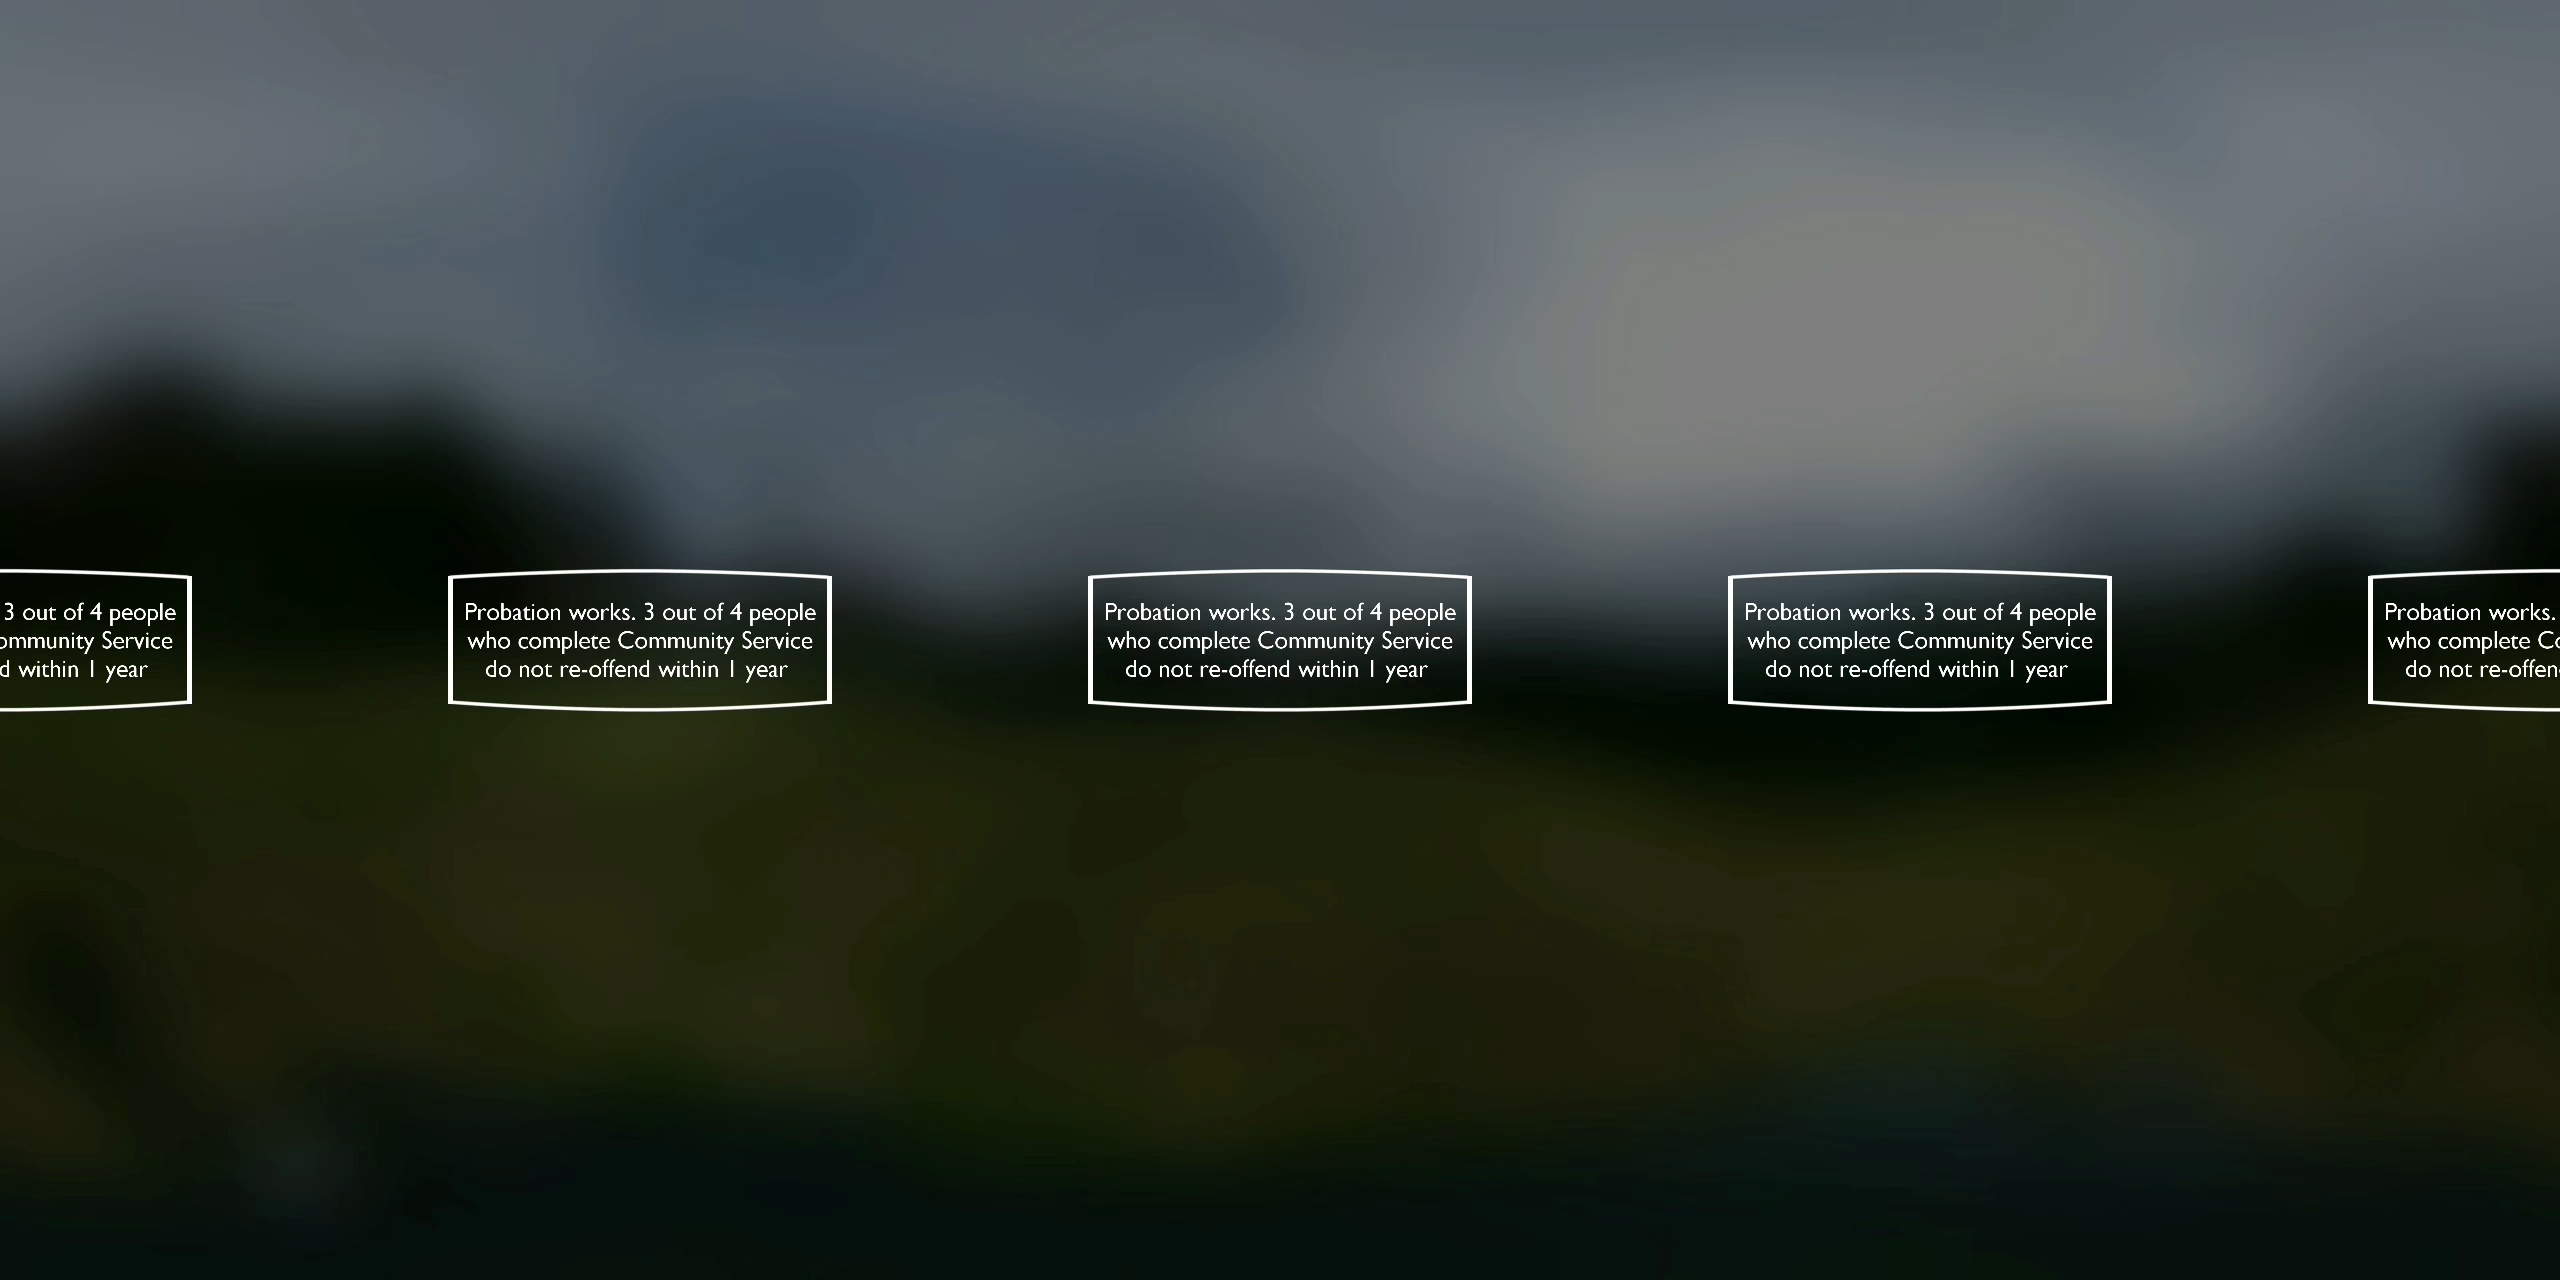 3 out of 4 people
ommunity Service
d within 1 year
Probation works. 3 out of 4 people
who complete Community Service
do not re-offend within 1 year
Probation works. 3 out of 4 people
who complete Community Service
do not re-offend within 1 year
Probation works. 3 out of 4 people
who complete Community Service
do not re-offend within 1 year
Probation works.
who complete Co
do not re-offen